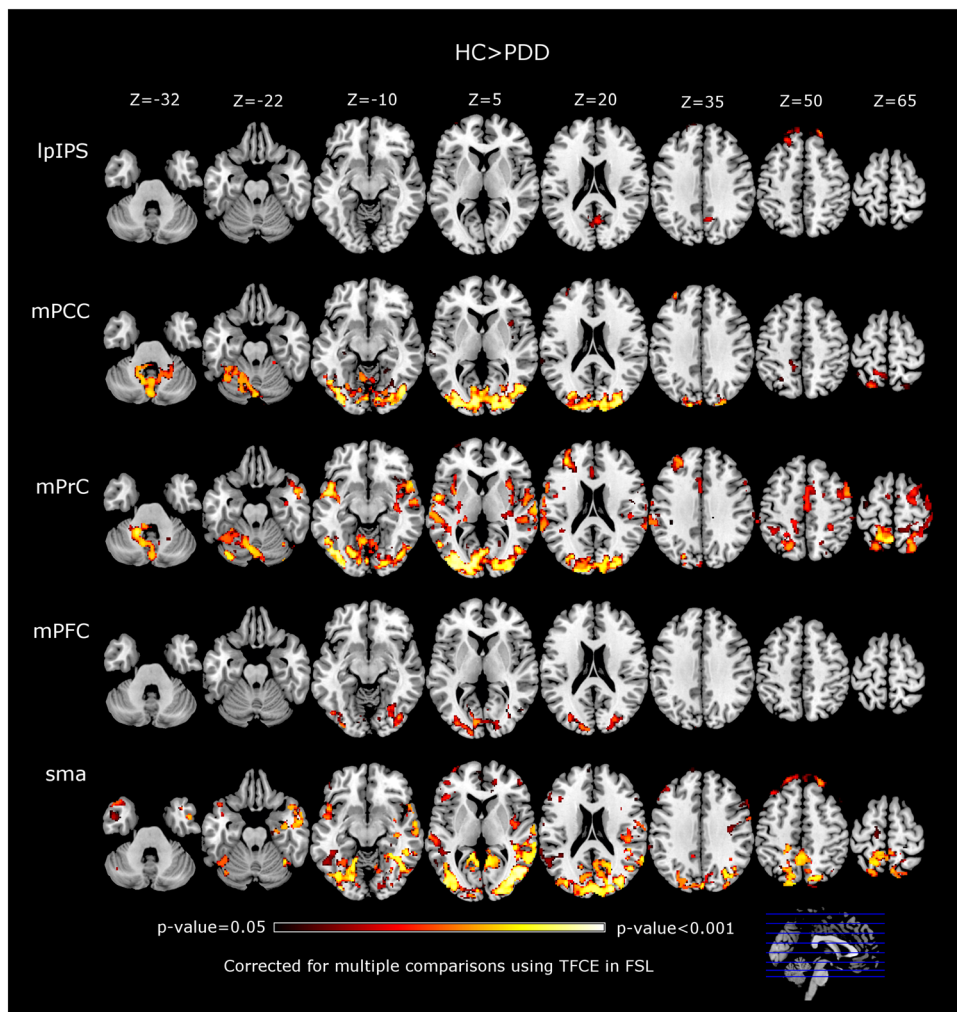 HC>PDD
Z=-32 Z=-22 Z=-10 Z=5 Z=20 Z=35 Z=50 Z=65
lpIPS
mPCC
mPrC
mPFC
sma
p-value=0.05 p-value<0.001
Corrected for multiple comparisons using TFCE in FSL